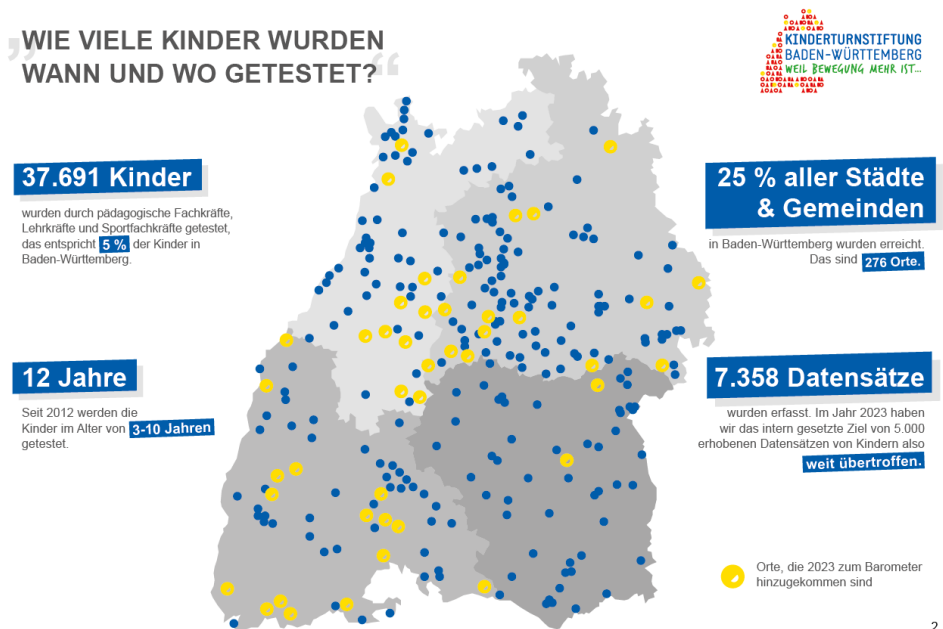 „WIE VIELE KINDER WURDEN
WANN UND WO GETESTET?“
KINDERTURNSTIFTUNG
BADEN-WÜRTTEMBERG
WEIL BEWEGUNG MEHR IST...
37.691 Kinder
wurden durch pädagogische Fachkräfte,
Lehrkräfte und Sportfachkräfte getestet,
das entspricht 5 % der Kinder in
Baden-Württemberg.
25 % aller Städte
& Gemeinden
in Baden-Württemberg wurden erreicht.
Das sind 276 Orte.
12 Jahre
Seit 2012 werden die
Kinder im Alter von 3-10 Jahren
getestet.
7.358 Datensätze
wurden erfasst. Im Jahr 2023 haben
wir das intern gesetzte Ziel von 5.000
erhobenen Datensätzen von Kindern also
weit übertroffen.
Orte, die 2023 zum Barometer
hinzugekommen sind
2